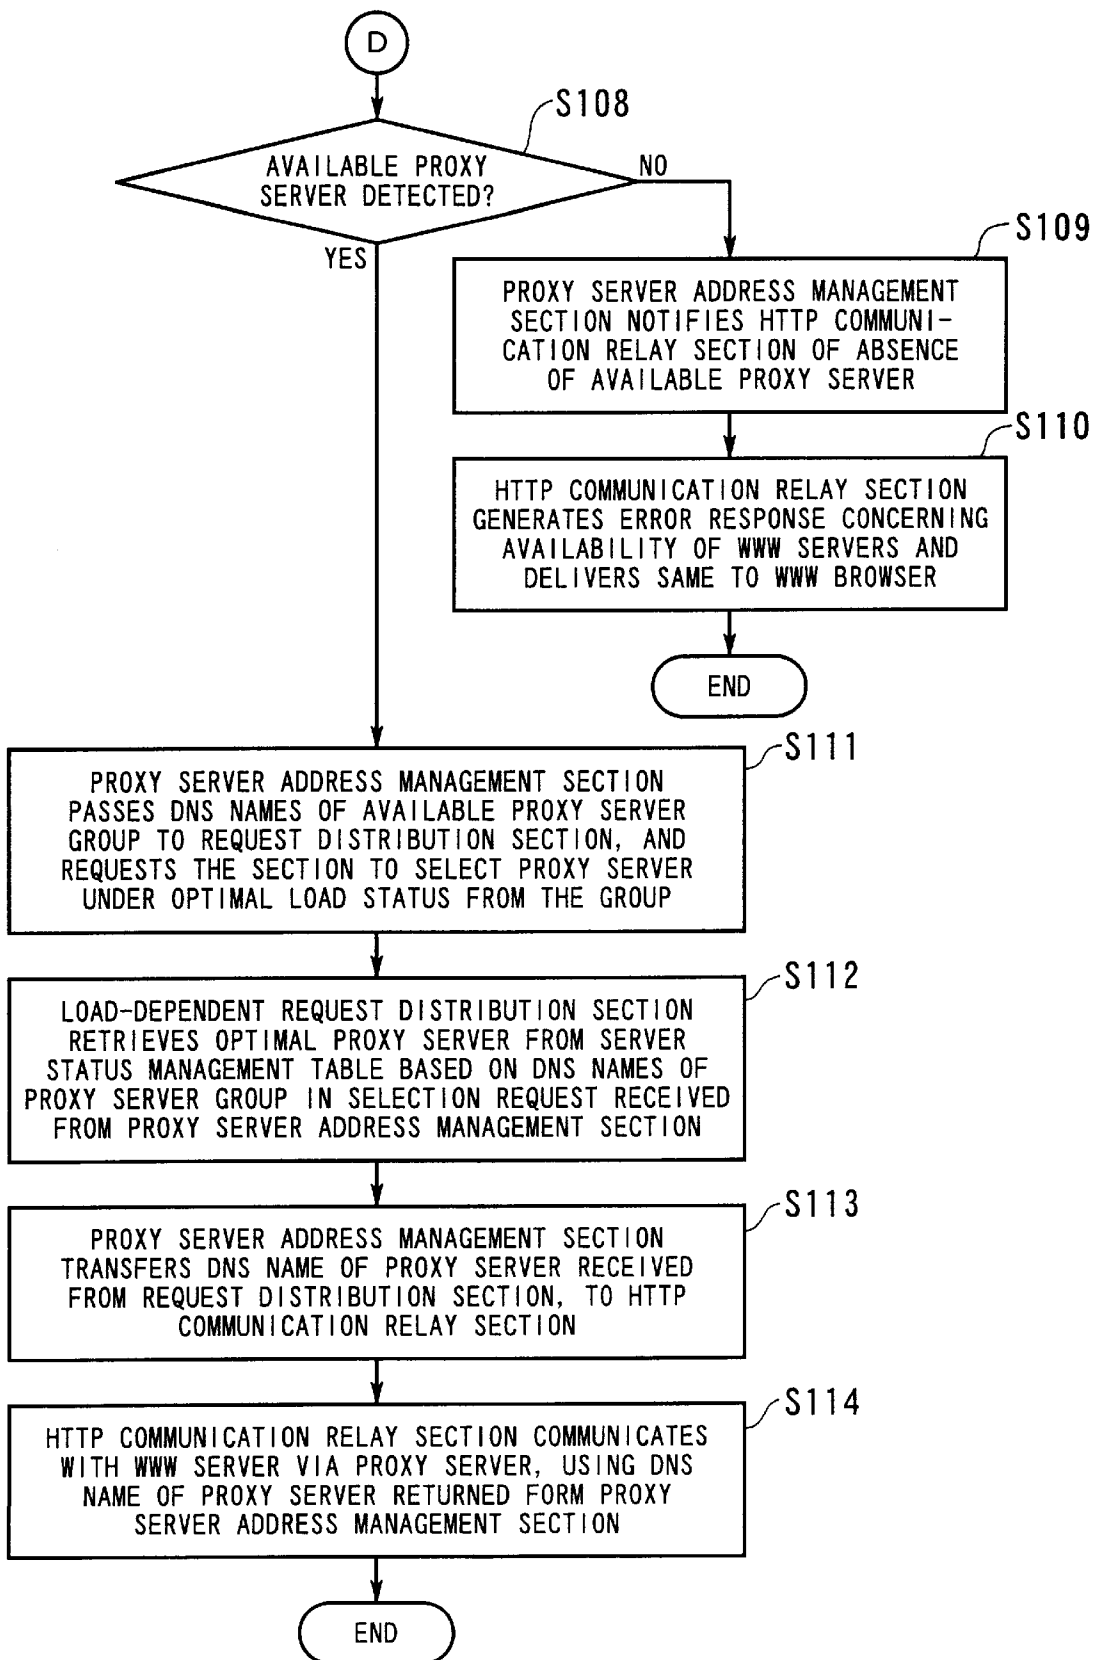 D
S108
AVAILABLE PROXY
SERVER DETECTED?
NO
YES
S109
PROXY SERVER ADDRESS MANAGEMENT
SECTION NOTIFIES HTTP COMMUNI-
CATION RELAY SECTION OF ABSENCE
OF AVAILABLE PROXY SERVER
S110
HTTP COMMUNICATION RELAY SECTION
GENERATES ERROR RESPONSE CONCERNING
AVAILABILITY OF WWW SERVERS AND
DELIVERS SAME TO WWW BROWSER
END
S111
PROXY SERVER ADDRESS MANAGEMENT SECTION
PASSES DNS NAMES OF AVAILABLE PROXY SERVER
GROUP TO REQUEST DISTRIBUTION SECTION, AND
REQUESTS THE SECTION TO SELECT PROXY SERVER
UNDER OPTIMAL LOAD STATUS FROM THE GROUP
S112
LOAD-DEPENDENT REQUEST DISTRIBUTION SECTION
RETRIEVES OPTIMAL PROXY SERVER FROM SERVER
STATUS MANAGEMENT TABLE BASED ON DNS NAMES OF
PROXY SERVER GROUP IN SELECTION REQUEST RECEIVED
FROM PROXY SERVER ADDRESS MANAGEMENT SECTION
S113
PROXY SERVER ADDRESS MANAGEMENT SECTION
TRANSFERS DNS NAME OF PROXY SERVER RECEIVED
FROM REQUEST DISTRIBUTION SECTION, TO HTTP
COMMUNICATION RELAY SECTION
S114
HTTP COMMUNICATION RELAY SECTION COMMUNICATES
WITH WWW SERVER VIA PROXY SERVER, USING DNS
NAME OF PROXY SERVER RETURNED FORM PROXY
SERVER ADDRESS MANAGEMENT SECTION
END